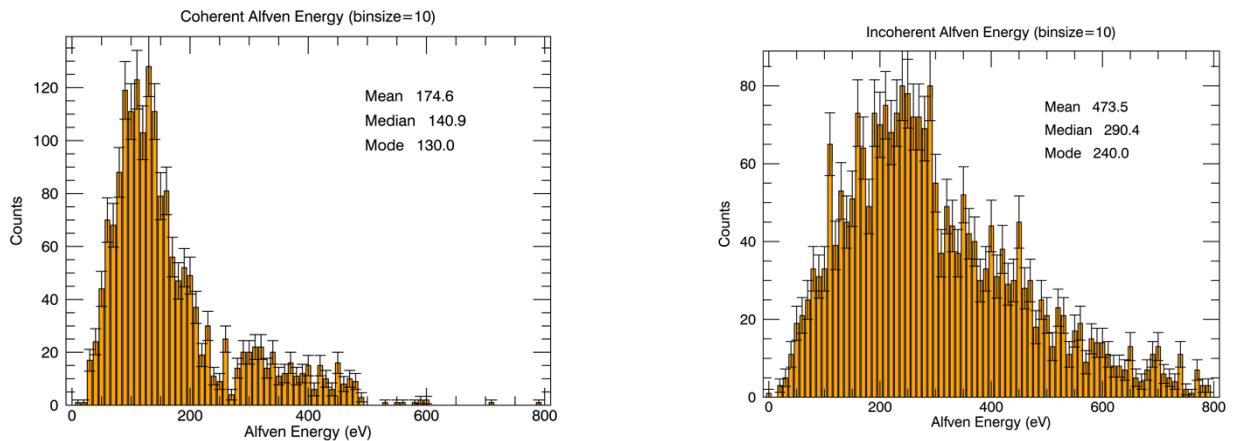 Coherent Alfven Energy (binsize=10)
120
100
80
60
40
20
0
Counts
Mean 174.6
Median 140.9
Mode 130.0
0 200 400 600 800
Alfven Energy (eV)
Incoherent Alfven Energy (binsize=10)
80
60
40
20
0
Counts
Mean 473.5
Median 290.4
Mode 240.0
0 200 400 600 800
Alfven Energy (eV)